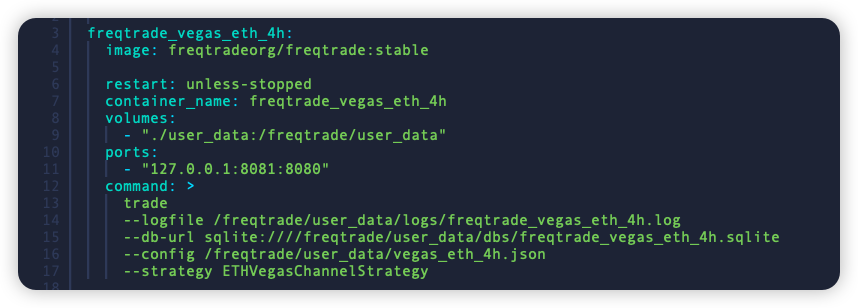 3 freqtrade_vegas_eth_4h:
4 image: freqtradeorg/freqtrade:stable
5
6 restart: unless-stopped
7 container_name: freqtrade_vegas_eth_4h
8 volumes:
9 - "./user_data:/freqtrade/user_data"
10 ports:
11 - "127.0.0.1:8081:8080"
12 command: >
13 trade
14 --logfile /freqtrade/user_data/logs/freqtrade_vegas_eth_4h.log
15 --db-url sqlite:////freqtrade/user_data/dbs/freqtrade_vegas_eth_4h.sqlite
16 --config /freqtrade/user_data/vegas_eth_4h.json
17 --strategy ETHVegasChannelStrategy
18